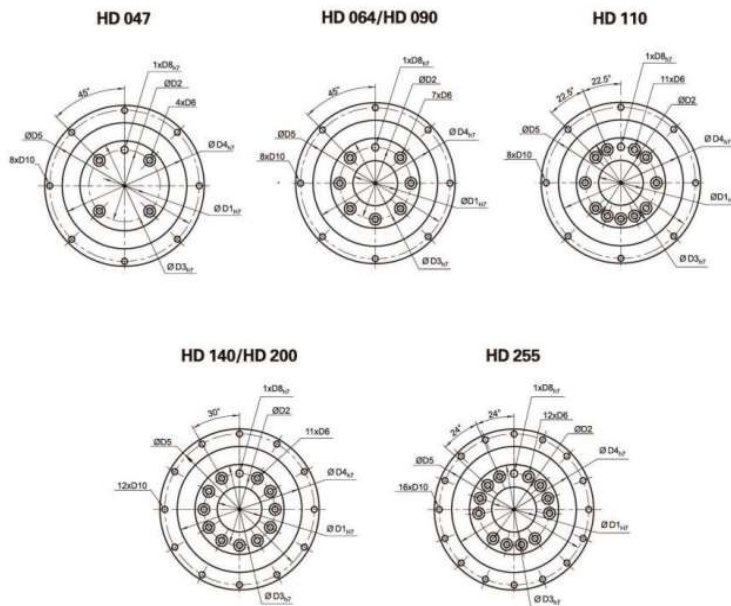 HD 047
45°
1xD8h7
ØD2
4xD6
ØD5
Ø D4h7
8xD10
Ø D1H7
Ø D3h7
HD 064/HD 090
45°
1xD8h7
ØD2
7xD6
ØD5
Ø D4h7
8xD10
ØD1H7
Ø D3h7
HD 110
22.5°
22.5°
1xD8h7
11xD6
ØD2
ØD5
Ø D4h7
8xD10
ØD1H
Ø D3h7
HD 140/HD 200
30°
1xD8h7
ØD2
11xD6
ØD5
Ø D4h7
12xD10
Ø D1H7
Ø D3h7
HD 255
24°
24°
1xD8h7
12xD6
ØD2
ØD5
Ø D4h7
16xD10
Ø D1H7
Ø D3h7